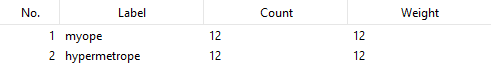 No. Label Count Weight
1 myope 12 12
2 hypermetrope 12 12